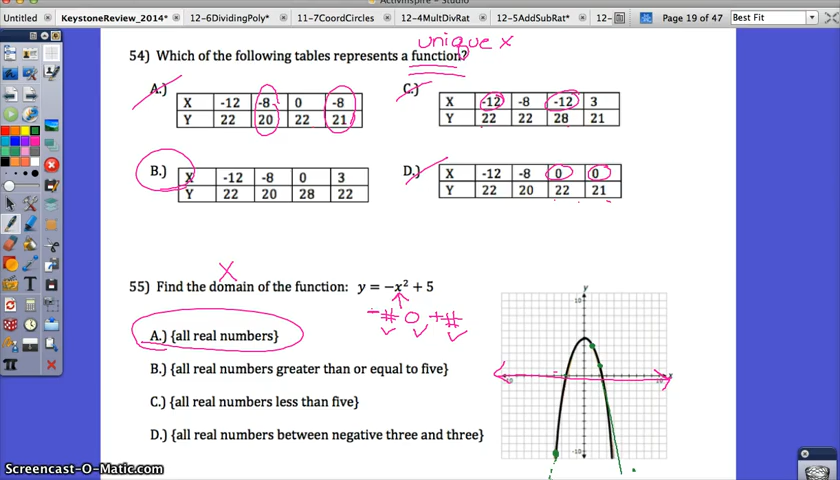 ActivInspire
Untitled KeystoneReview_2014* 12-6DividingPoly* 11-7CoordCircles 12-4MultDivRat 12-5AddSubRat* 12- Page 19 of 47 Best Fit
unique x
54) Which of the following tables represents a function?
A.) C.)
X -12 -8 0 -8
Y 22 20 22 21
X -12 -8 -12 3
Y 22 22 28 21
B.) D.)
X -12 -8 0 3
Y 22 20 28 22
X -12 -8 0 0
Y 22 20 22 21
X
55) Find the domain of the function: y = −x² + 5
-# 0 +#
A.) {all real numbers}
B.) {all real numbers greater than or equal to five}
C.) {all real numbers less than five}
D.) {all real numbers between negative three and three}
y
10
-10 10 x
-10
Screencast-O-Matic.com